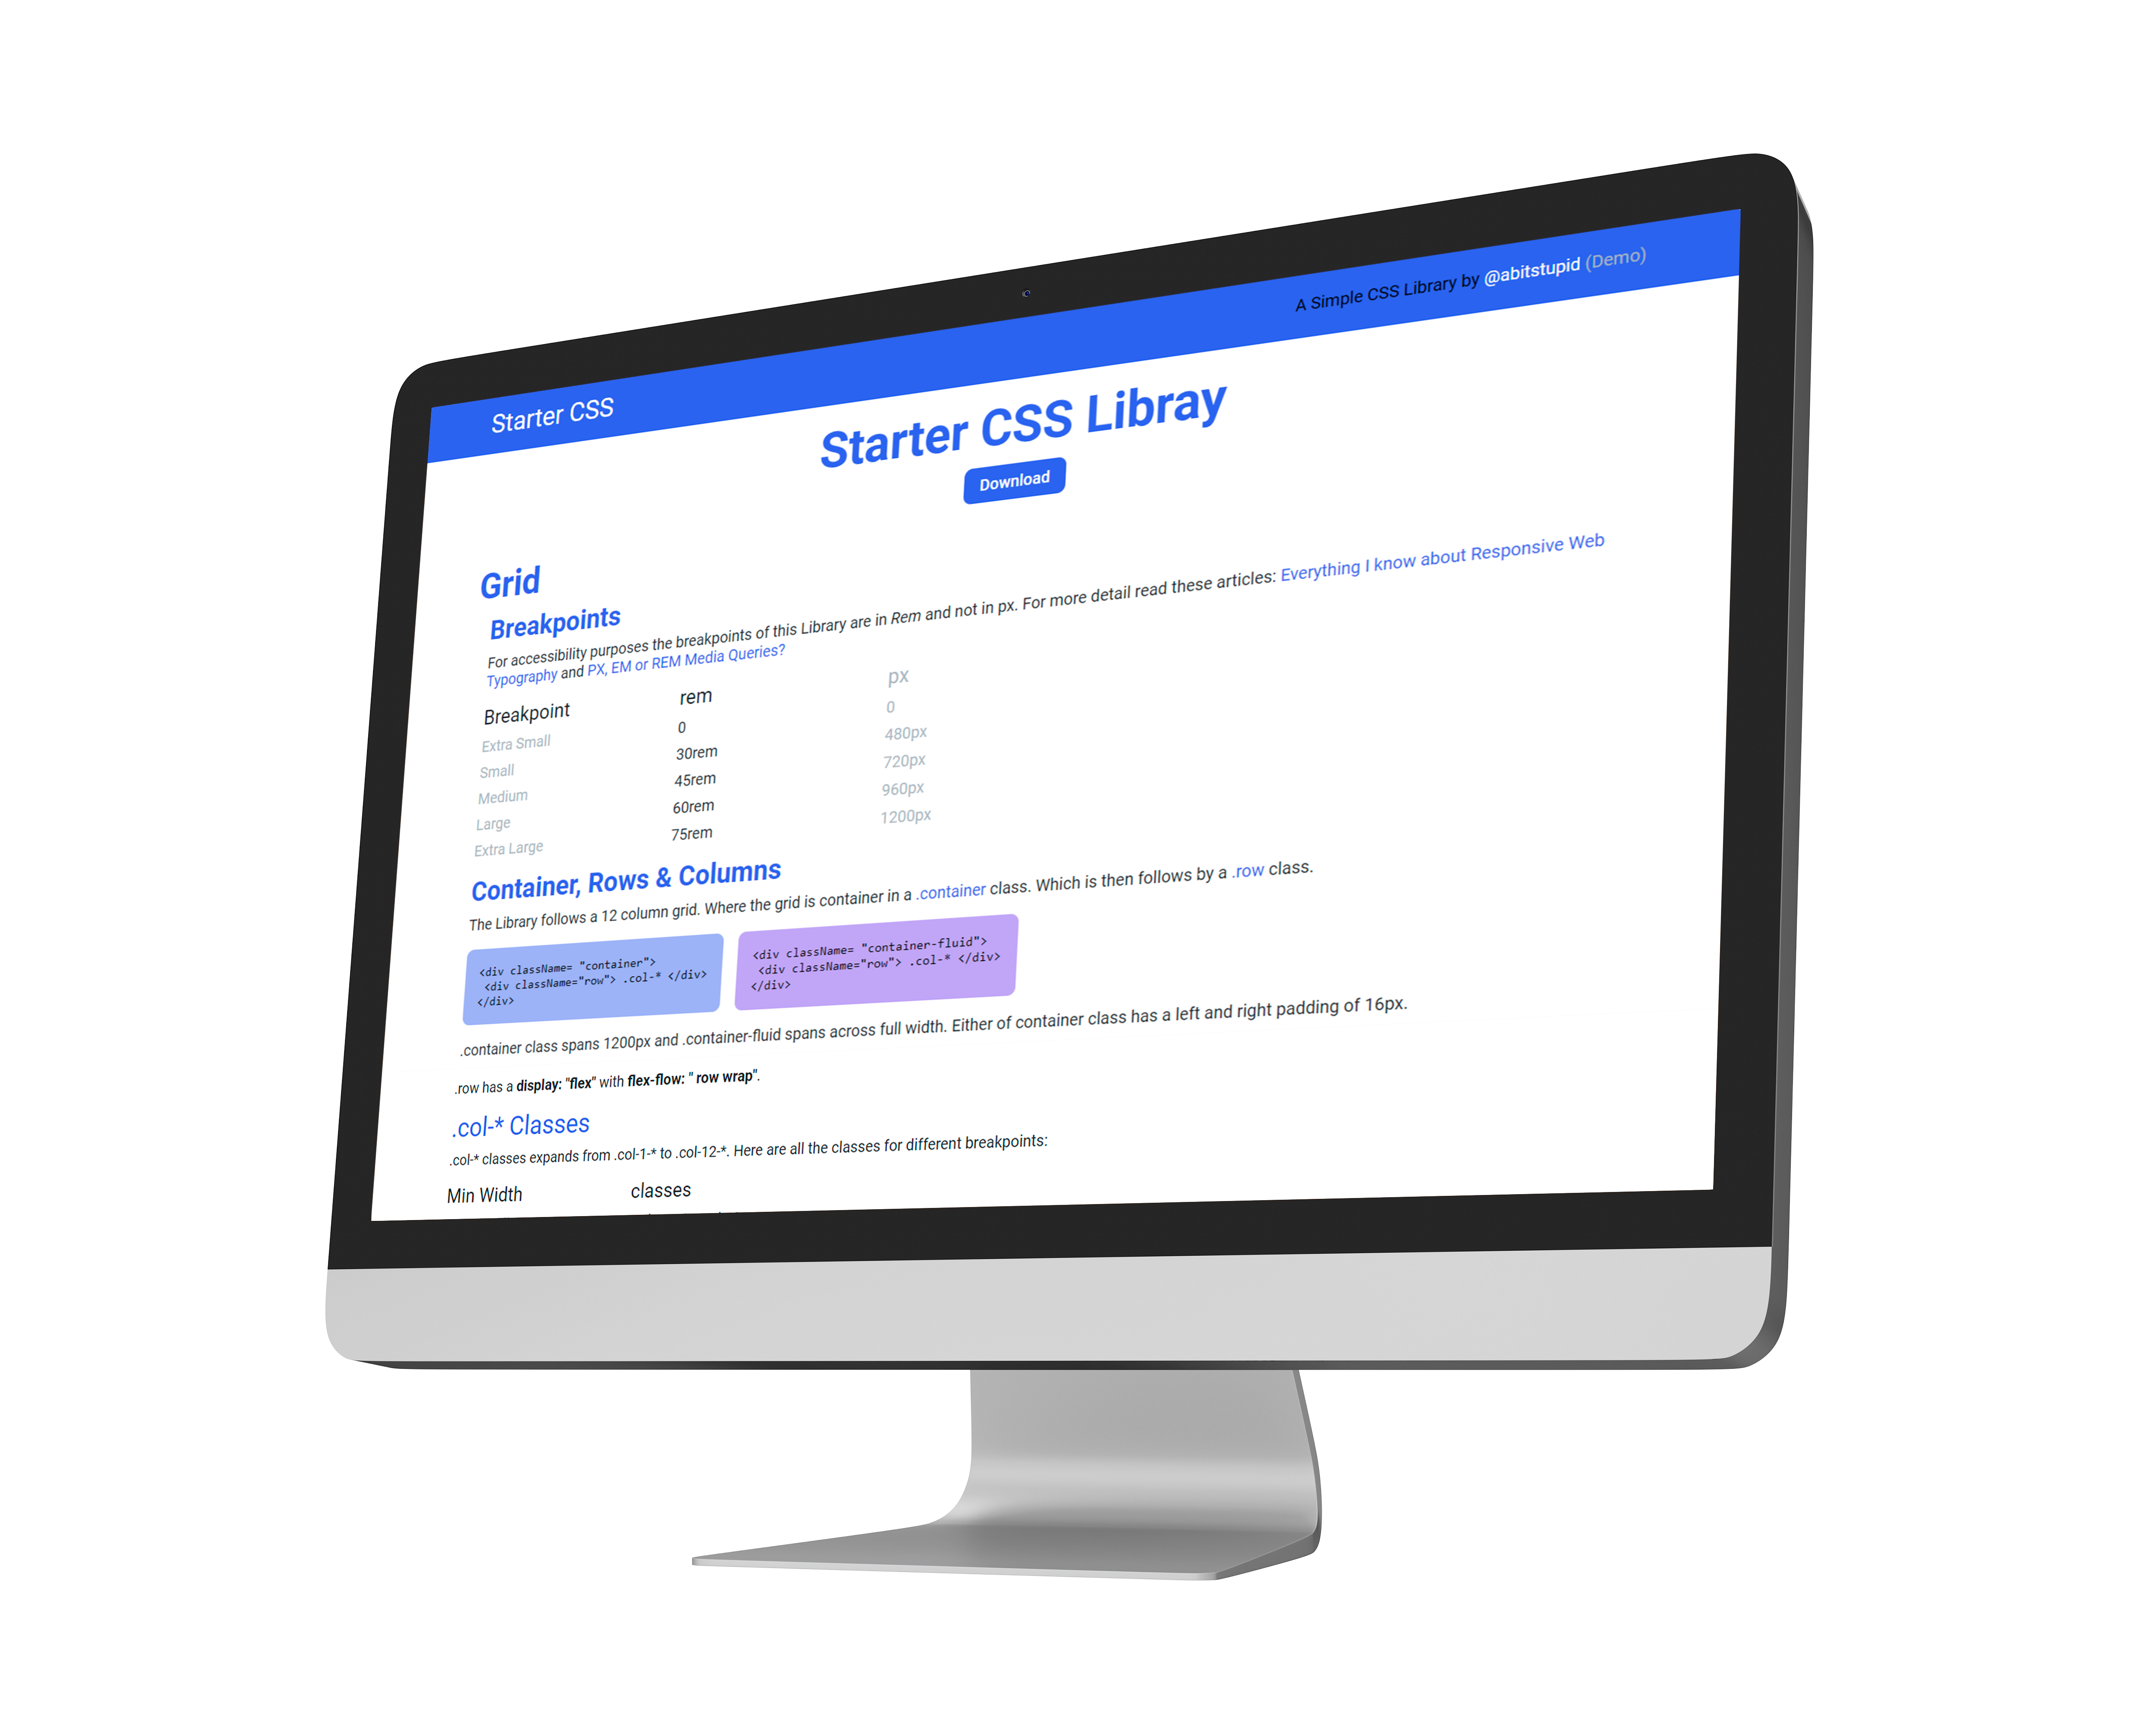 Starter CSS
A Simple CSS Library by @abitstupid (Demo)
Starter CSS Libray
Download
Grid
Breakpoints
For accessibility purposes the breakpoints of this Library are in Rem and not in px. For more detail read these articles: Everything I know about Responsive Web
Typography and PX, EM or REM Media Queries?
Breakpoint rem px
Extra Small 0 0
Small 30rem 480px
Medium 45rem 720px
Large 60rem 960px
Extra Large 75rem 1200px
Container, Rows & Columns
The Library follows a 12 column grid. Where the grid is container in a .container class. Which is then follows by a .row class.
<div className= "container">
<div className="row"> .col-* </div>
</div>
<div className= "container-fluid">
<div className="row"> .col-* </div>
</div>
.container class spans 1200px and .container-fluid spans across full width. Either of container class has a left and right padding of 16px.
.row has a display: "flex" with flex-flow: " row wrap".
.col-* Classes
.col-* classes expands from .col-1-* to .col-12-*. Here are all the classes for different breakpoints:
Min Width classes